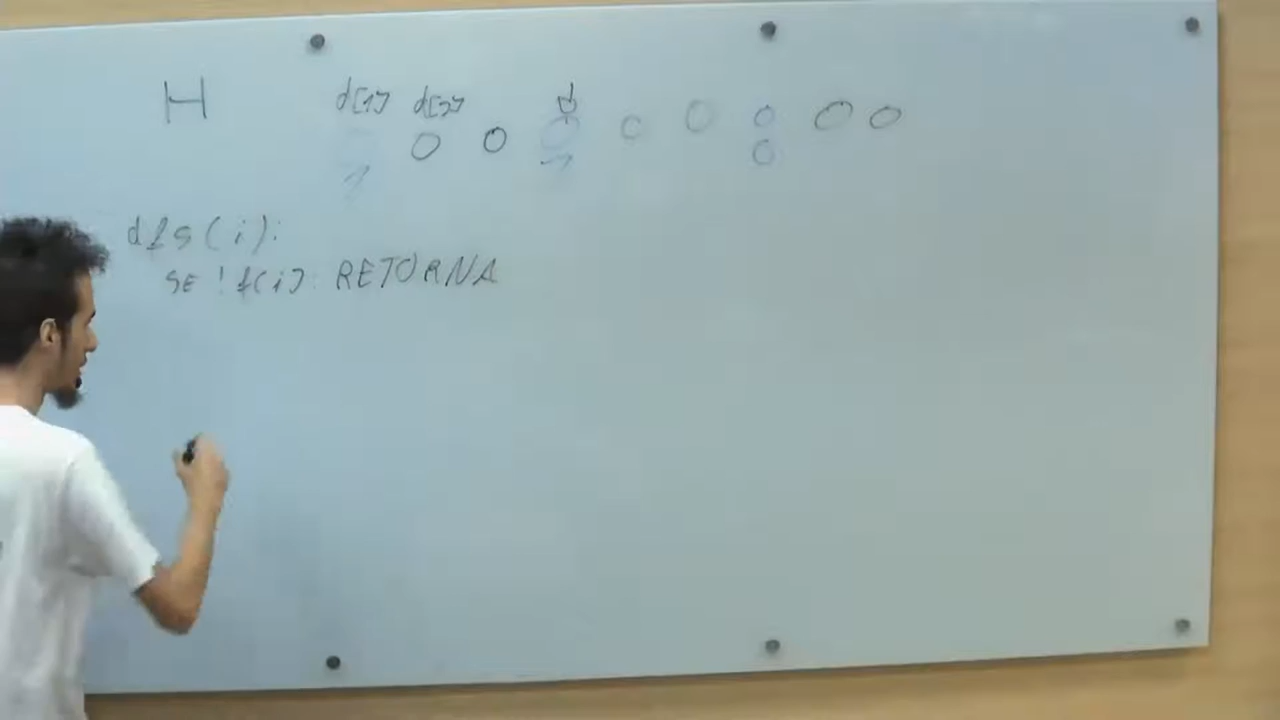 H d[1] d[2]
dfs(i):
SE !f(i): RETORNA